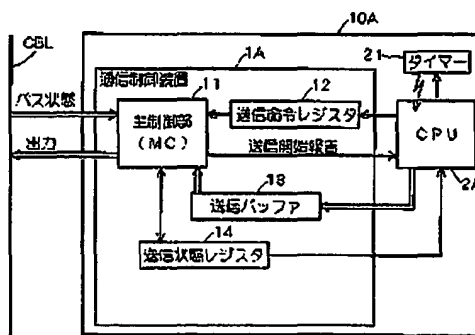 CBL
10A
1A
21
タイマー
通信制御装置
11
12
バス状態
主制御部
(MC)
送信命令レジスタ
CPU
出力
送信開始報告
2A
13
送信バッファ
14
送信状態レジスタ